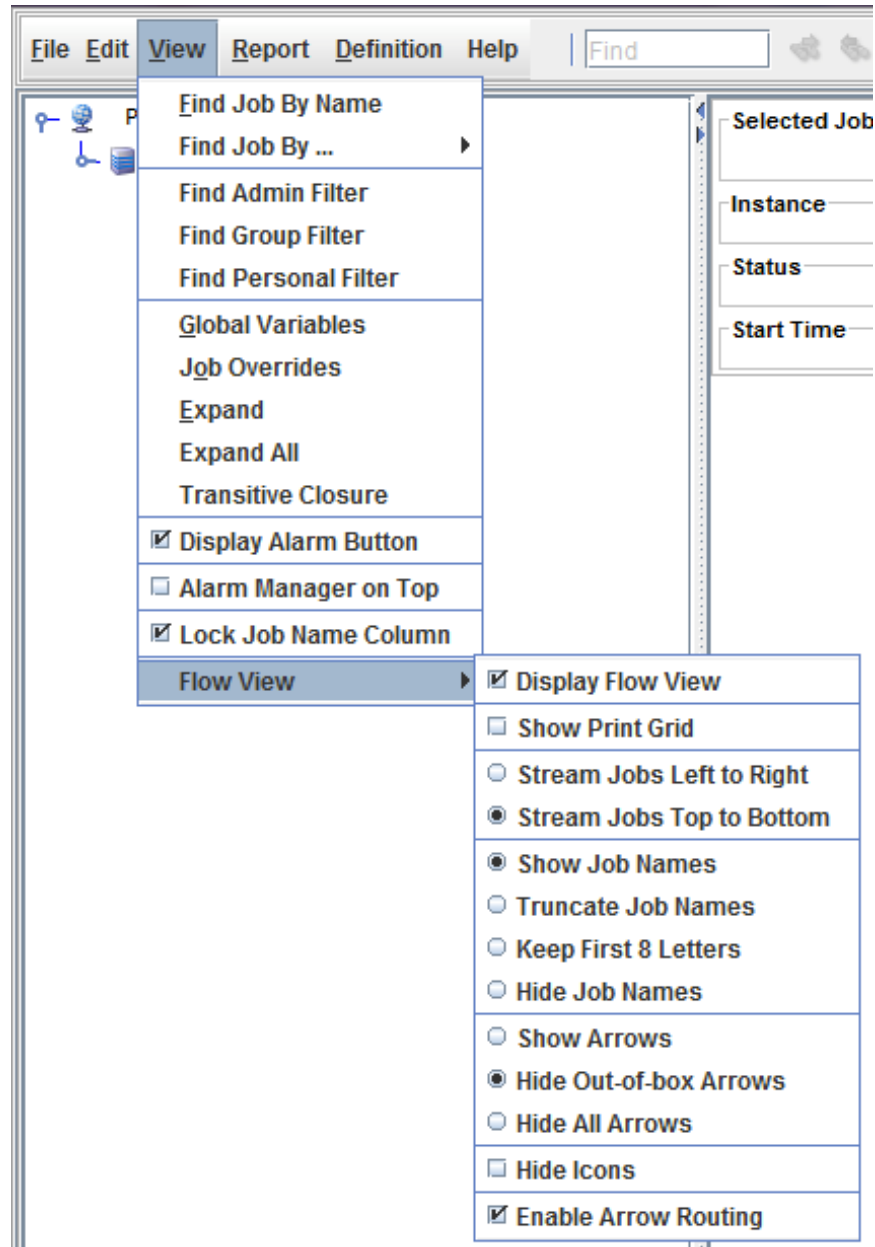 File Edit View Report Definition Help Find
P
Find Job By Name
Find Job By ...
Find Admin Filter
Find Group Filter
Find Personal Filter
Global Variables
Job Overrides
Expand
Expand All
Transitive Closure
Display Alarm Button
Alarm Manager on Top
Lock Job Name Column
Flow View
Display Flow View
Show Print Grid
Stream Jobs Left to Right
Stream Jobs Top to Bottom
Show Job Names
Truncate Job Names
Keep First 8 Letters
Hide Job Names
Show Arrows
Hide Out-of-box Arrows
Hide All Arrows
Hide Icons
Enable Arrow Routing
Selected Job
Instance
Status
Start Time